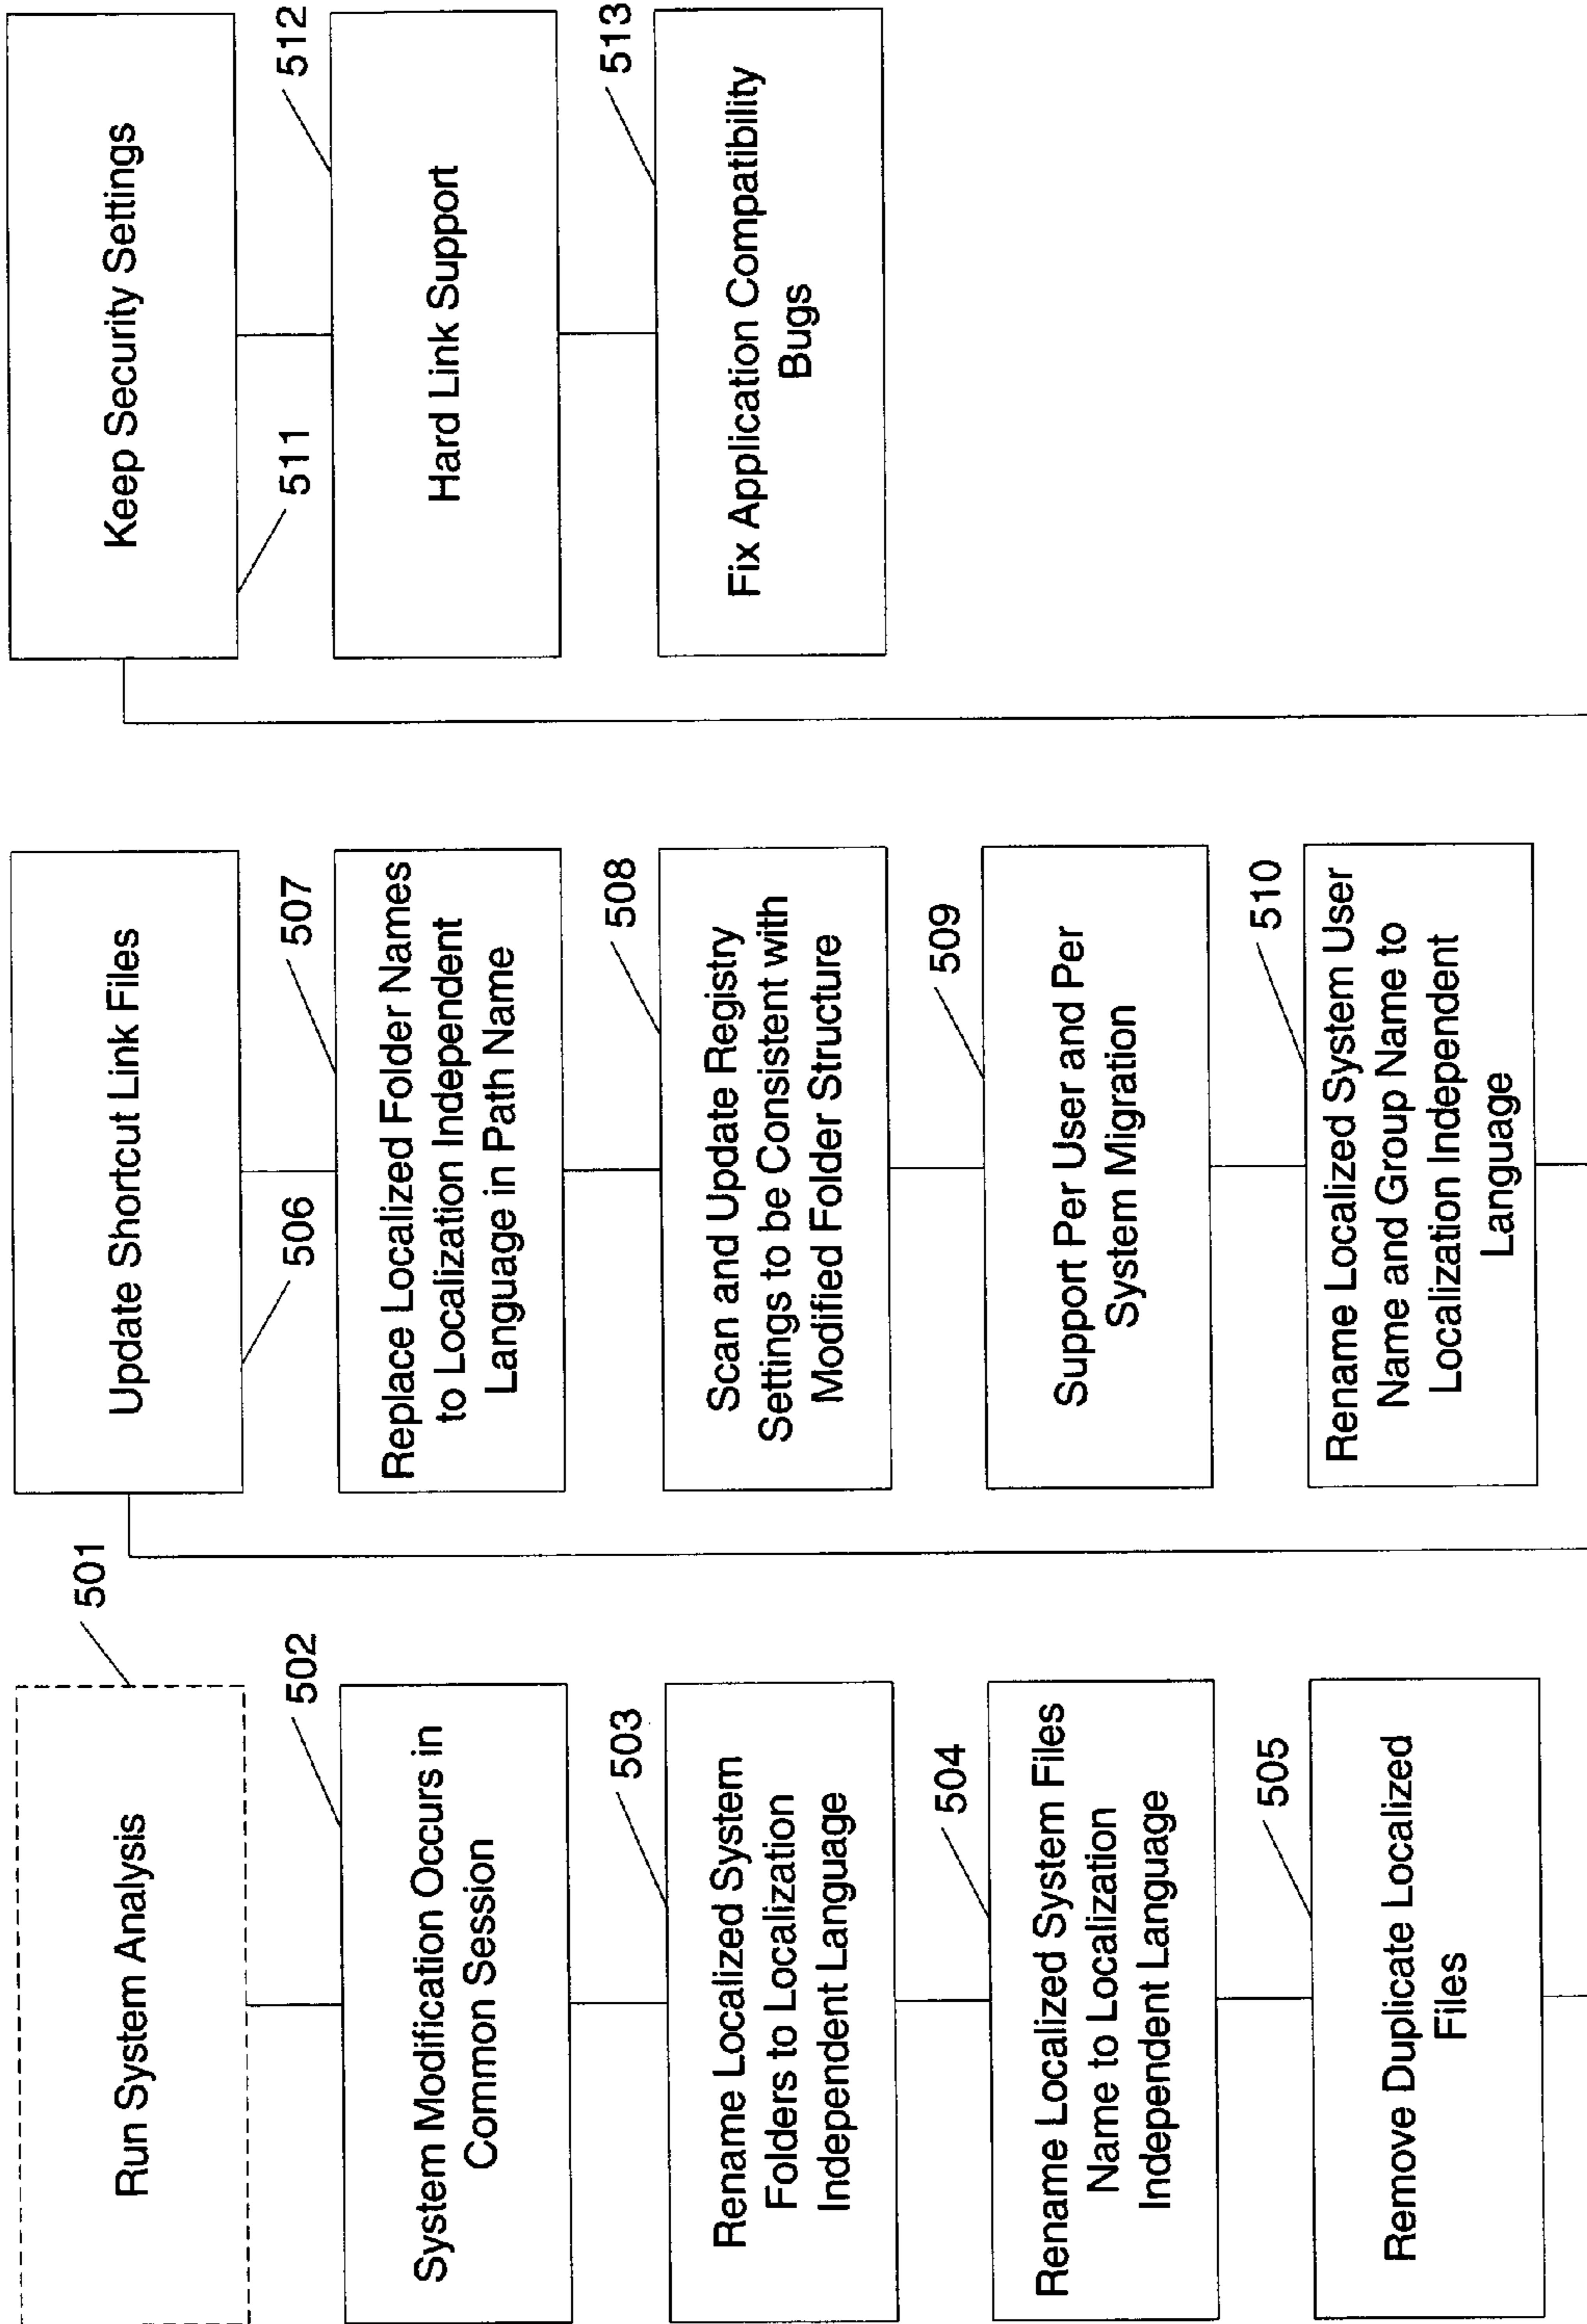 Run System Analysis
501
System Modification Occurs in
Common Session
502
Rename Localized System
Folders to Localization
Independent Language
503
Rename Localized System Files
Name to Localization
Independent Language
504
Remove Duplicate Localized
Files
505
Update Shortcut Link Files
506
Replace Localized Folder Names
to Localization Independent
Language in Path Name
507
Scan and Update Registry
Settings to be Consistent with
Modified Folder Structure
508
Support Per User and Per
System Migration
509
Rename Localized System User
Name and Group Name to
Localization Independent
Language
510
Keep Security Settings
511
Hard Link Support
512
Fix Application Compatibility
Bugs
513